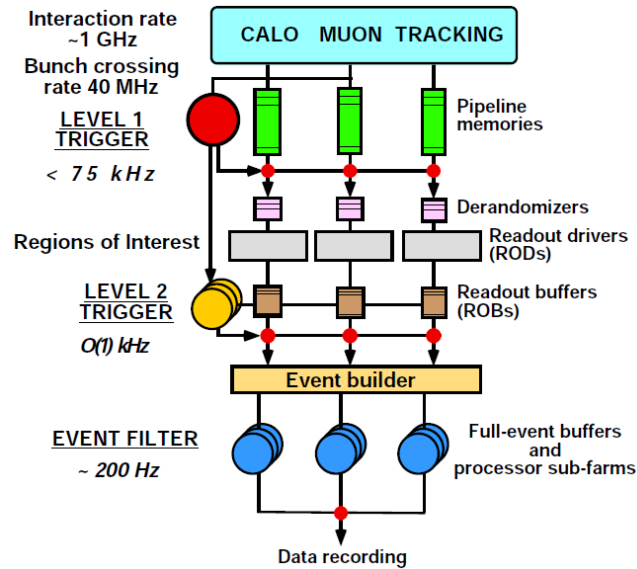 Interaction rate
~1 GHz
CALO MUON TRACKING
Bunch crossing
rate 40 MHz
LEVEL 1
TRIGGER
< 75 kHz
Pipeline
memories
Derandomizers
Regions of Interest
Readout drivers
(RODs)
LEVEL 2
TRIGGER
O(1) kHz
Readout buffers
(ROBs)
Event builder
EVENT FILTER
~ 200 Hz
Full-event buffers
and
processor sub-farms
Data recording